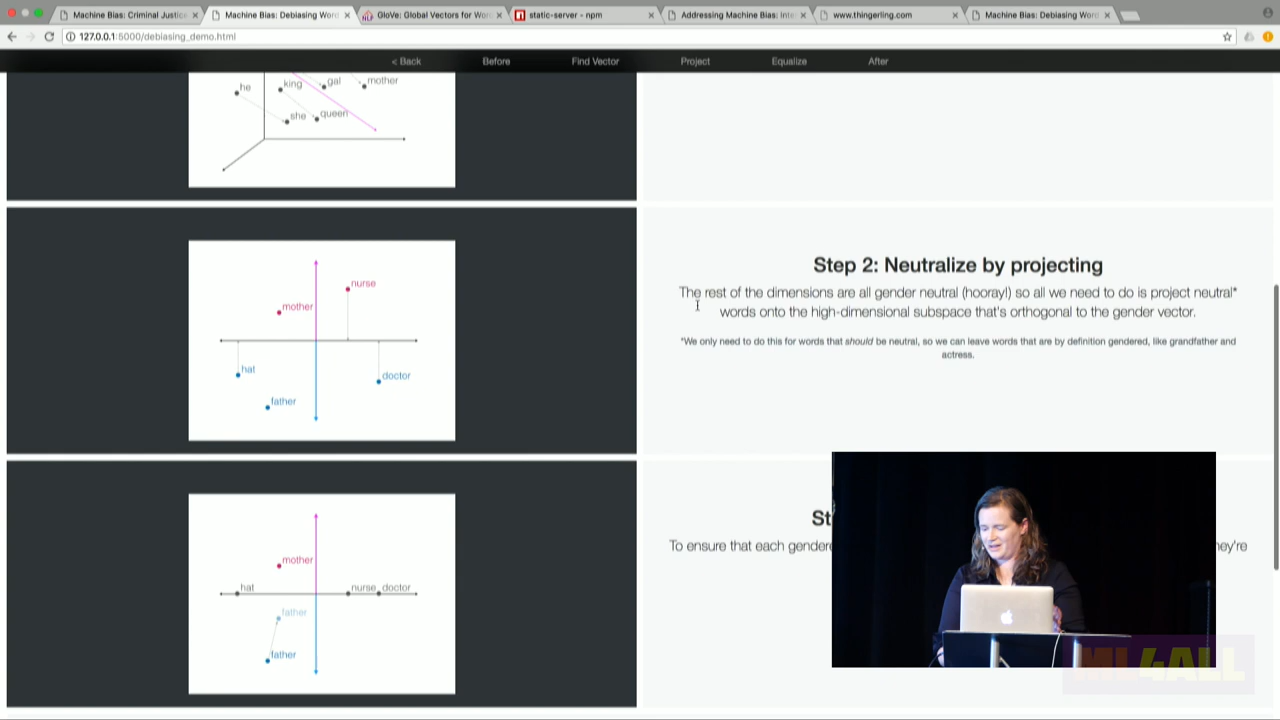 Machine Bias: Criminal Justice
Machine Bias: Debiasing Word
GloVe: Global Vectors for Wor
static-server - npm
Addressing Machine Bias: Inte
www.thingerling.com
Machine Bias: Debiasing Word
127.0.0.1:5000/debiasing_demo.html
< Back Before Find Vector Project Equalize After
he king gal mother
she queen
nurse
mother
hat
doctor
father
Step 2: Neutralize by projecting
The rest of the dimensions are all gender neutral (hooray!) so all we need to do is project neutral*
words onto the high-dimensional subspace that's orthogonal to the gender vector.
*We only need to do this for words that should be neutral, so we can leave words that are by definition gendered, like grandfather and
actress.
mother
hat nurse doctor
father
father
St
To ensure that each gendere
hey're
ML4ALL